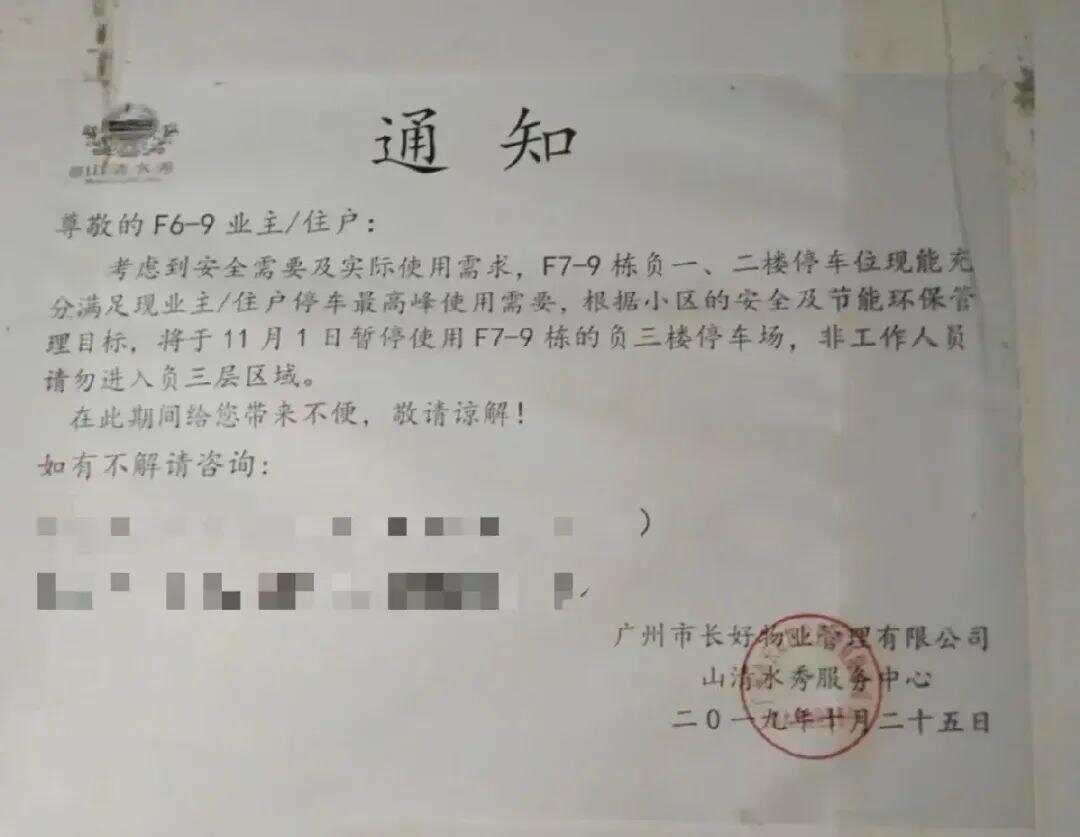 通知
尊敬的 F6-9 业主/住户：
考虑到安全需要及实际使用需求，F7-9 栋负一、二楼停车位现能充
分满足现业主/住户停车最高峰使用需要，根据小区的安全及节能环保管
理目标，将于 11 月 1 日暂停使用 F7-9 栋的负三楼停车场，非工作人员
请勿进入负三层区域。
在此期间给您带来不便，敬请谅解！
如有不解请咨询：
）
广州市长好物业管理有限公司
山清水秀服务中心
二0一九年十月二十五日